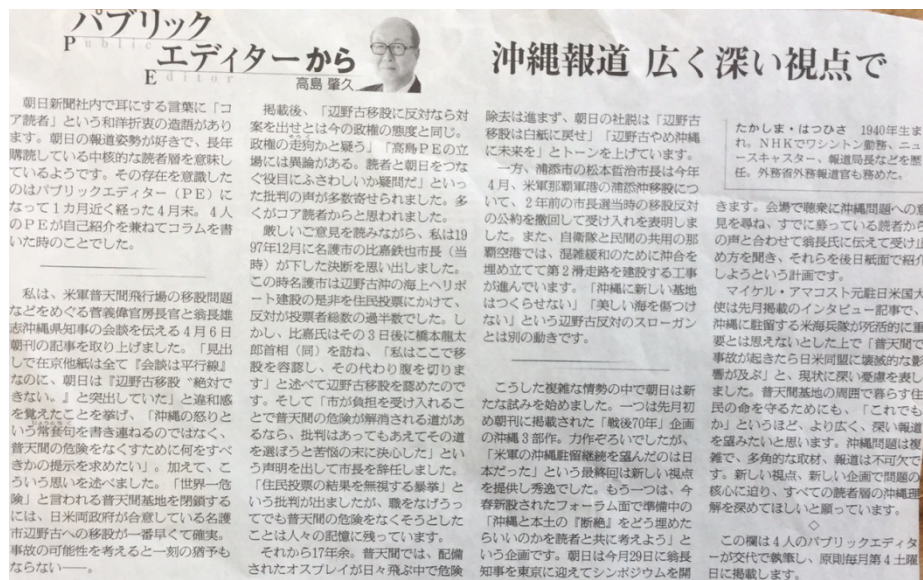 パブリック
Public
エディターから
Editor
高島 肇久
沖縄報道 広く深い視点で
朝日新聞社内で耳にする言葉に「コ
ア読者」という和洋折衷の造語があり
ます。朝日の報道姿勢が好きで、長年
購読している中核的な読者層を意味し
ているようです。その存在を意識した
のはパブリックエディター（ＰＥ）に
なって１カ月近く経った４月末。４人
のＰＥが自己紹介を兼ねてコラムを書
いた時のことでした。
私は、米軍普天間飛行場の移設問題
などをめぐる菅義偉官房長官と翁長雄
志沖縄県知事の会談を伝える４月６日
朝刊の記事を取り上げました。「見出
しで在京他紙は全て『会談は平行線』
なのに、朝日は『辺野古移設〝絶対で
きない〟』と突出していた」と違和感
を覚えたことを挙げ、「沖縄の怒りと
いう常套句を書き連ねるのではなく、
じょうとうく
普天間の危険をなくすために何をすべ
きかの提示を求めたい」。加えて、こ
ういう思いを述べました。「世界一危
険」と言われる普天間基地を閉鎖する
には、日米両政府が合意している名護
市辺野古への移設が一番早くて確実。
事故の可能性を考えると一刻の猶予も
ならない――。
掲載後、「辺野古移設に反対なら対
案を出せとは今の政権の態度と同じ。
政権の走狗かと疑う」「高島ＰＥの立
そうく
場には異論がある。読者と朝日をつな
ぐ役目にふさわしいか疑問だ」といっ
た批判の声が多数寄せられました。多
くがコア読者からと思われました。
厳しいご意見を読みながら、私は１
９９７年１２月に名護市の比嘉鉄也市長（当
時）が下した決断を思い出しました。
この時名護市は辺野古沖の海上ヘリポ
ート建設の是非を住民投票にかけて、
反対が投票者総数の過半数でした。し
かし、比嘉氏はその３日後に橋本龍太
郎首相（同）を訪ね、「私はここで移
設を容認し、その代わり腹を切りま
す」と述べて辺野古移設を認めたので
す。そして「市が負担を受け入れるこ
とで普天間の危険が解消される道があ
るなら、批判はあってもあえてその道
を選ぼうと苦悩の末に決心した」とい
う声明を出して市長を辞任しました。
「住民投票の結果を無視する暴挙」と
いう批判が出ましたが、職をなげうっ
てでも普天間の危険をなくそうとした
ことは人々の記憶に残っています。
それから17年余。普天間では、配備
されたオスプレイが日々飛ぶ中で危険
除去は進まず、朝日の社説は「辺野古
移設は白紙に戻せ」「辺野古やめ沖縄
に未来を」とトーンを上げています。
一方、浦添市の松本哲治市長は今年
４月、米軍那覇軍港の浦添沖移設につ
いて、２年前の市長選当時の移設反対
の公約を撤回して受け入れを表明しま
した。また、自衛隊と民間の共用の那
覇空港では、混雑緩和のために沖合を
埋め立てて第２滑走路を建設する工事
が進んでいます。「沖縄に新しい基地
はつくらせない」「美しい海を傷つけ
ない」という辺野古反対のスローガン
とは別の動きです。
こうした複雑な情勢の中で朝日は新
たな試みを始めました。一つは先月初
め朝刊に掲載された「戦後70年」企画
の沖縄３部作。力作ぞろいでしたが、
「米軍の沖縄駐留継続を望んだのは日
本だった」という最終回は新しい視点
を提供し秀逸でした。もう一つは、今
春新設されたフォーラム面で準備中の
「沖縄と本土の『断絶』をどう埋めた
らいいのかを読者と共に考えよう」と
いう企画です。朝日は今月29日に翁長
知事を東京に迎えてシンポジウムを開
たかしま・はつひさ　1940年生ま
れ。ＮＨＫでワシントン勤務、ニュ
ースキャスター、報道局長などを歴
任。外務省外務報道官も務めた。
きます。会場で聴衆に沖縄問題への意
見を尋ね、すでに募っている読者から
の声と合わせて翁長氏に伝えて受け止
め方を聞き、それらを後日紙面で紹介
しようという計画です。
マイケル・アマコスト元駐日米国大
使は先月掲載のインタビュー記事で、
沖縄に駐留する米海兵隊が死活的に重
要とは思えないとした上で「普天間で
事故が起きたら日米同盟に壊滅的な影
響が及ぶ」と、現状に深い憂慮を表し
ました。普天間基地の周囲で暮らす住
民の命を守るためにも、「これでも
か」というほど、より広く、深い報道
を望みたいと思います。沖縄問題は複
雑で、多角的な取材、報道は不可欠で
す。新しい視点、新しい企画で問題の
核心に迫り、すべての読者層の沖縄理
解を深めてほしいと願っています。
◇
この欄は４人のパブリックエディタ
ーが交代で執筆し、原則毎月第４土曜
日に掲載します。